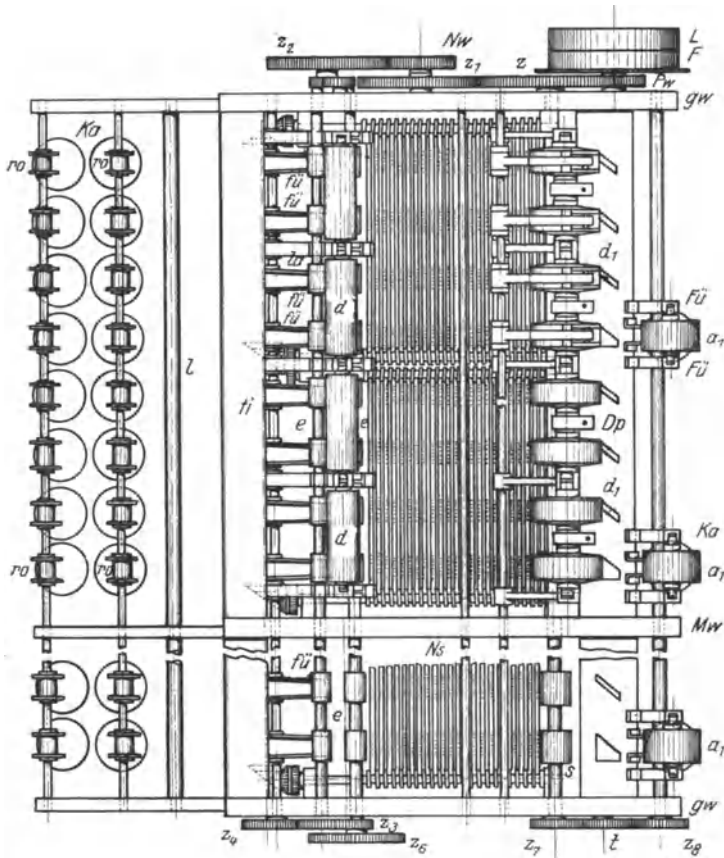 z₂ Nw L
z₁ z F
Pw
gw
Ka
ro ro
fü
fü
la d₁
fü Fü
d
fü a₁
l Fü
ti e e Dp
d₁
Ka
d
ro ro a₁
Mw
Ns
fü
e
a₁
s
gw
z₄ z₃ z₆ z₇ t z₈